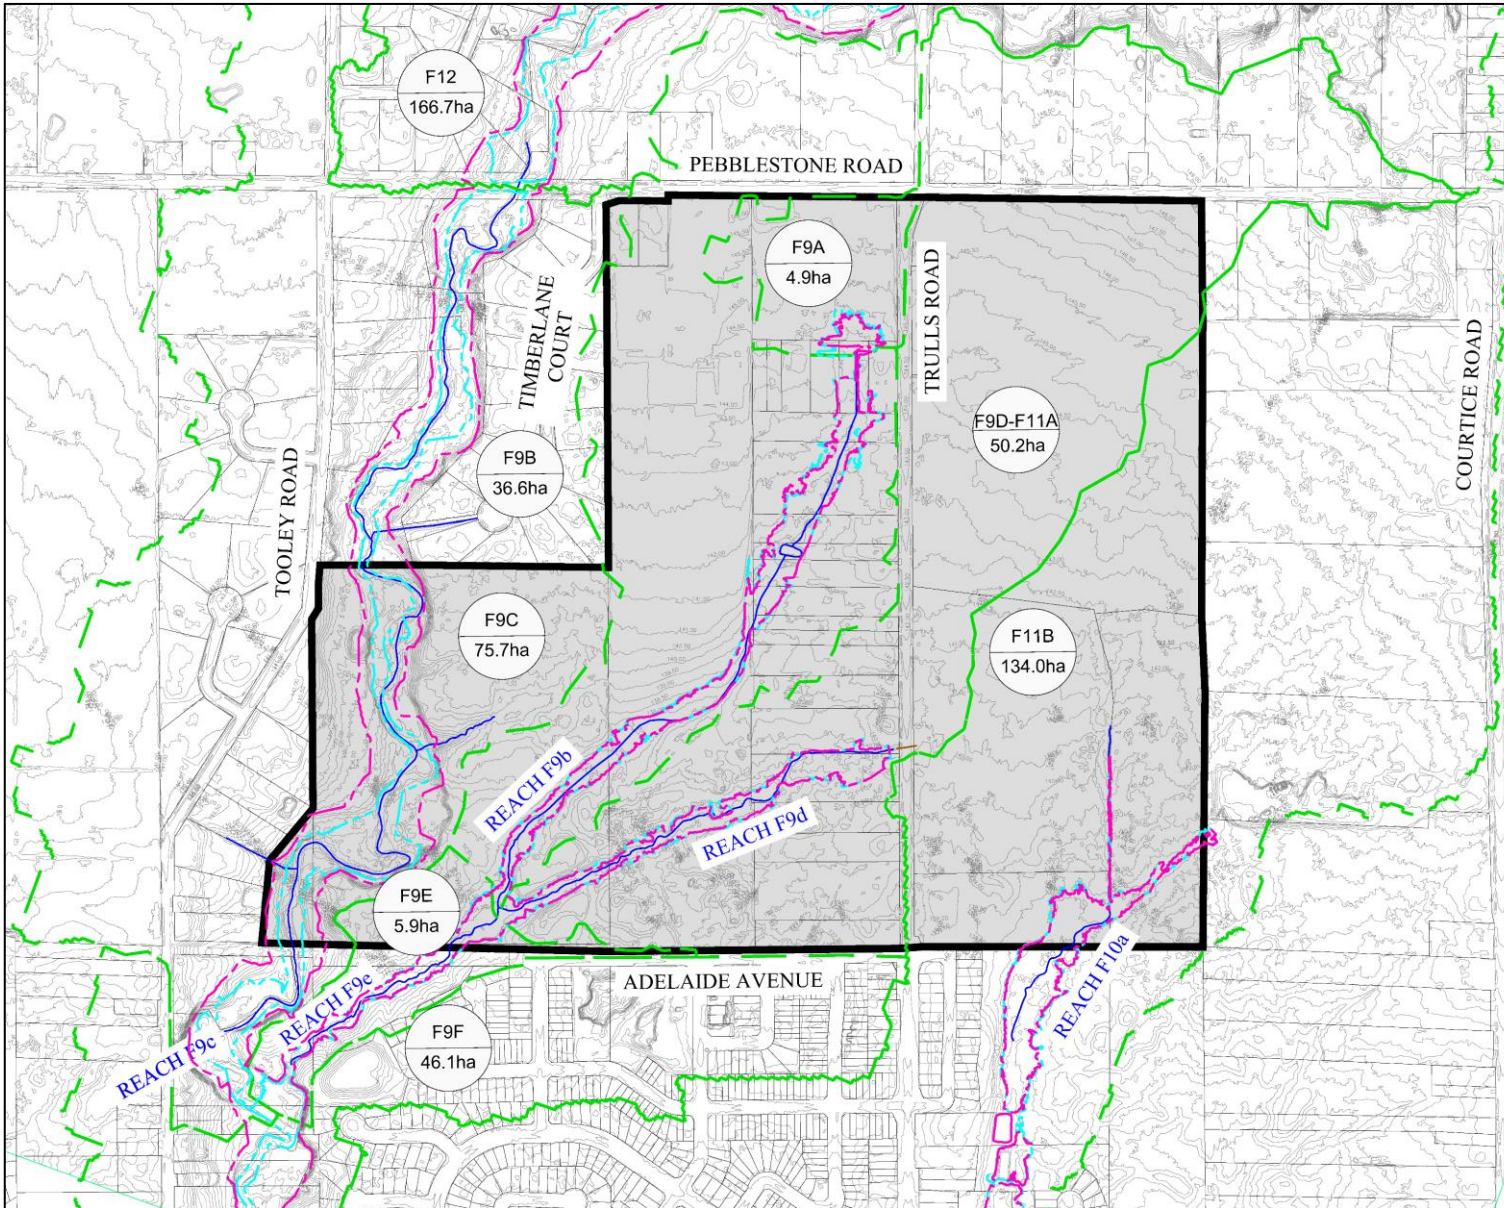 F12
166.7ha
PEBBLESTONE ROAD
F9A
4.9ha
TIMBERLANE
COURT
TRULLS ROAD
COURTICE ROAD
F9D-F11A
50.2ha
F9B
36.6ha
TOOLEY ROAD
F9C
75.7ha
F11B
134.0ha
REACH F9b
REACH F9d
F9E
5.9ha
ADELAIDE AVENUE
REACH F10a
REACH F9e
REACH F9c
F9F
46.1ha